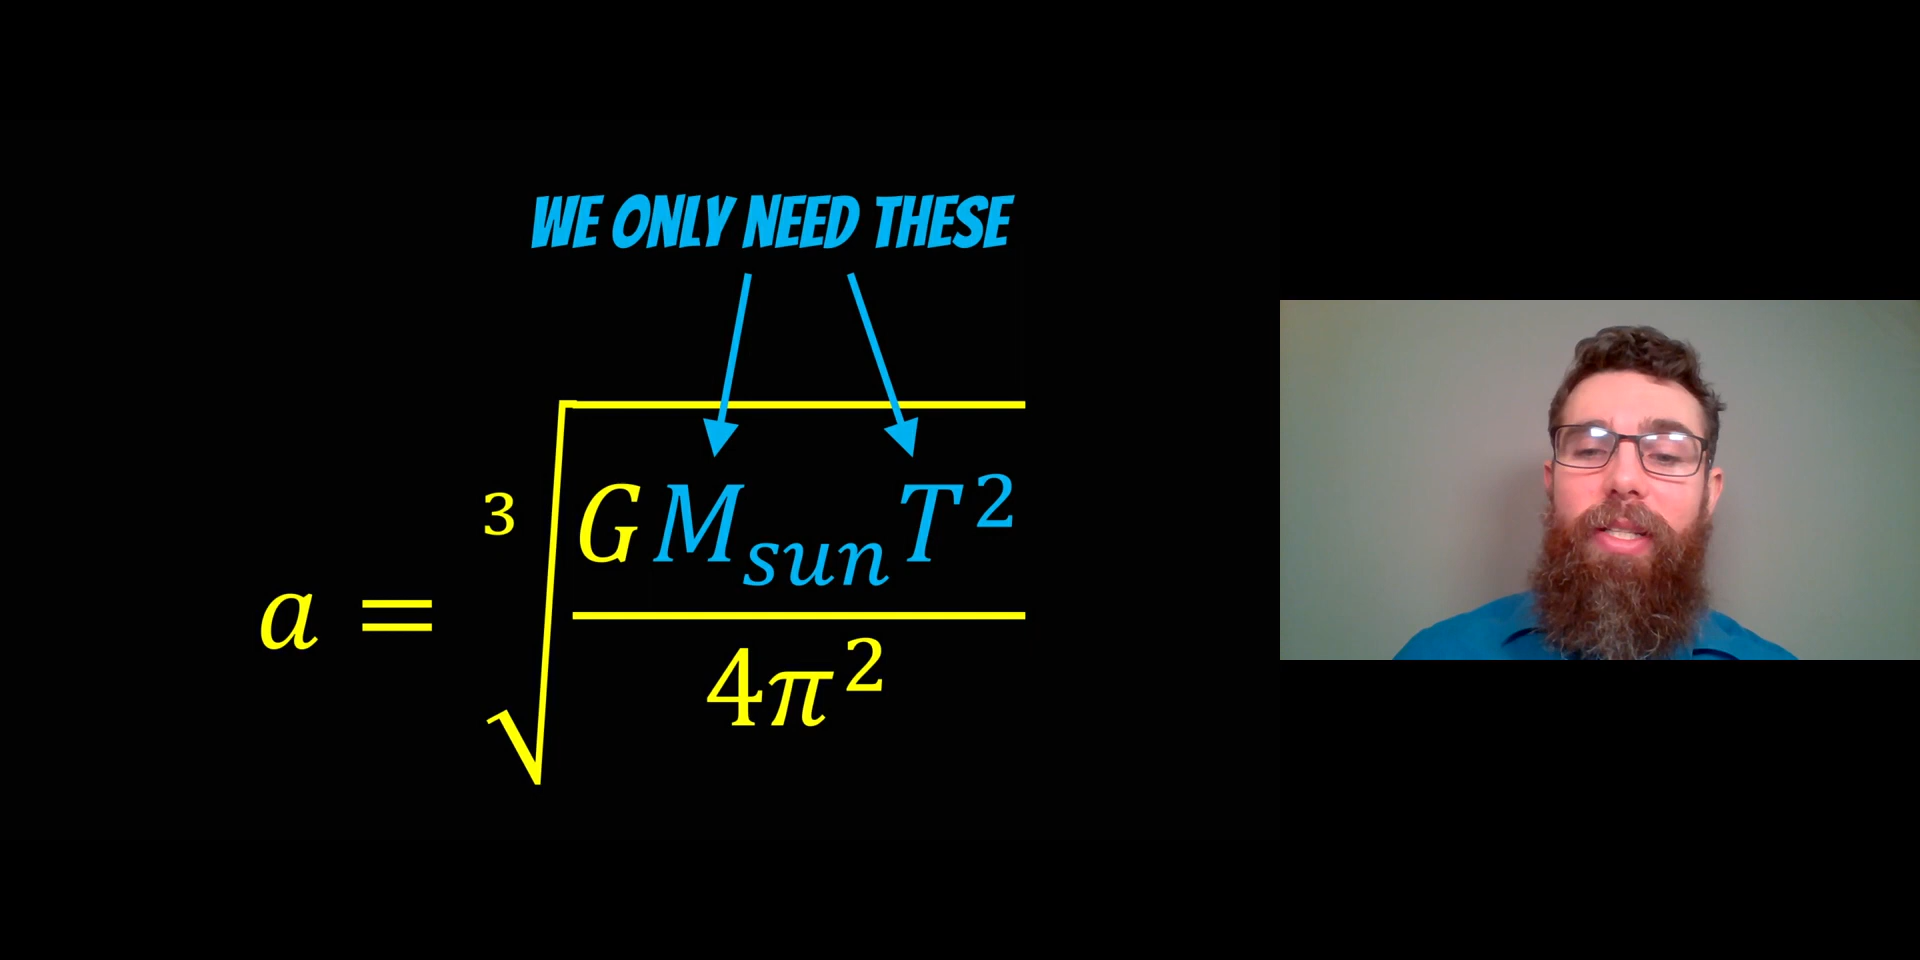 WE ONLY NEED THESE
a = ∛(G M_sun T² / 4π²)